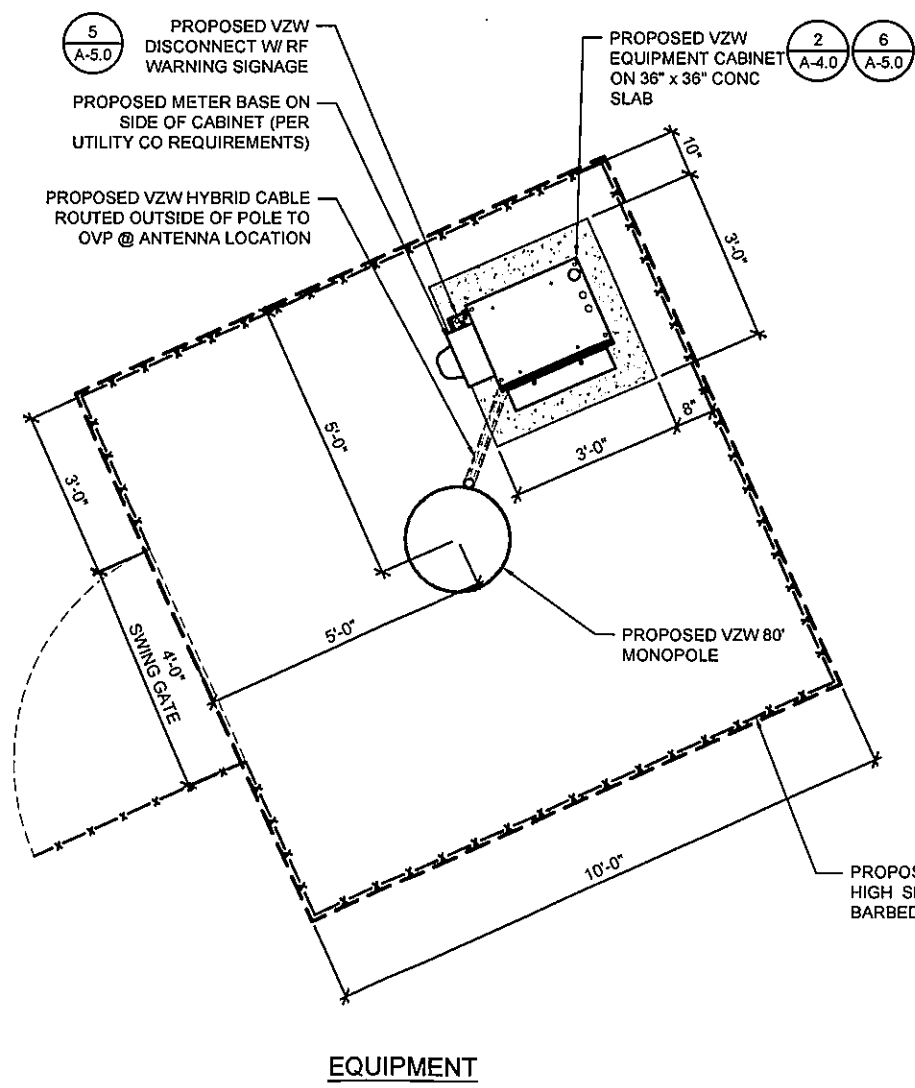 5
A-5.0
PROPOSED VZW
DISCONNECT W/ RF
WARNING SIGNAGE
PROPOSED METER BASE ON
SIDE OF CABINET (PER
UTILITY CO REQUIREMENTS)
PROPOSED VZW HYBRID CABLE
ROUTED OUTSIDE OF POLE TO
OVP @ ANTENNA LOCATION
PROPOSED VZW
EQUIPMENT CABINET
ON 36" x 36" CONC
SLAB
2
A-4.0
6
A-5.0
10"
3'-0"
8"
3'-0"
5'-0"
3'-0"
4'-0"
SWING GATE
5'-0"
PROPOSED VZW 80'
MONOPOLE
10'-0"
HIGH
EQUIPMENT